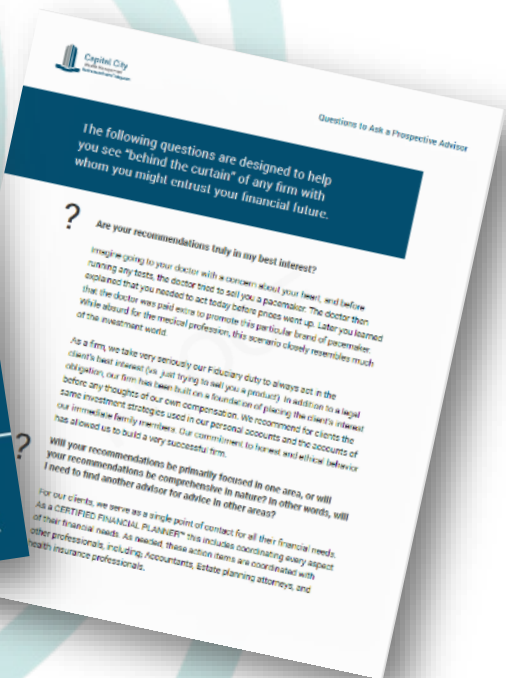 Capital City
Questions to Ask a Prospective Advisor
The following questions are designed to help
you see "behind the curtain" of any firm with
whom you might entrust your financial future.
?
Are your recommendations truly in my best interest?
Imagine going to your doctor with a concern about your heart, and before
running any tests, the doctor tried to sell you a pacemaker. The doctor then
explained that you needed to act today before prices went up. Later you learned
that the doctor was paid extra to promote this particular brand of pacemaker.
While absurd for the medical profession, this scenario closely resembles much
of the investment world.
As a firm, we take very seriously our Fiduciary duty to always act in the
client's best interest (vs. just trying to sell you a product). In addition to a legal
obligation, our firm has been built on a foundation of placing the client's interest
before any thoughts of our own compensation. We recommend for clients the
same investment strategies used in our personal accounts and the accounts of
our immediate family members. Our commitment to honest and ethical behavior
has allowed us to build a very successful firm.
?
Will your recommendations be primarily focused in one area, or will
your recommendations be comprehensive in nature? In other words, will
I need to find another advisor for advice in other areas?
For our clients, we serve as a single point of contact for all their financial needs.
As a CERTIFIED FINANCIAL PLANNER™ this includes coordinating every aspect
of their financial needs. As needed, these action items are coordinated with
other professionals, including; Accountants, Estate planning attorneys, and
health insurance professionals.